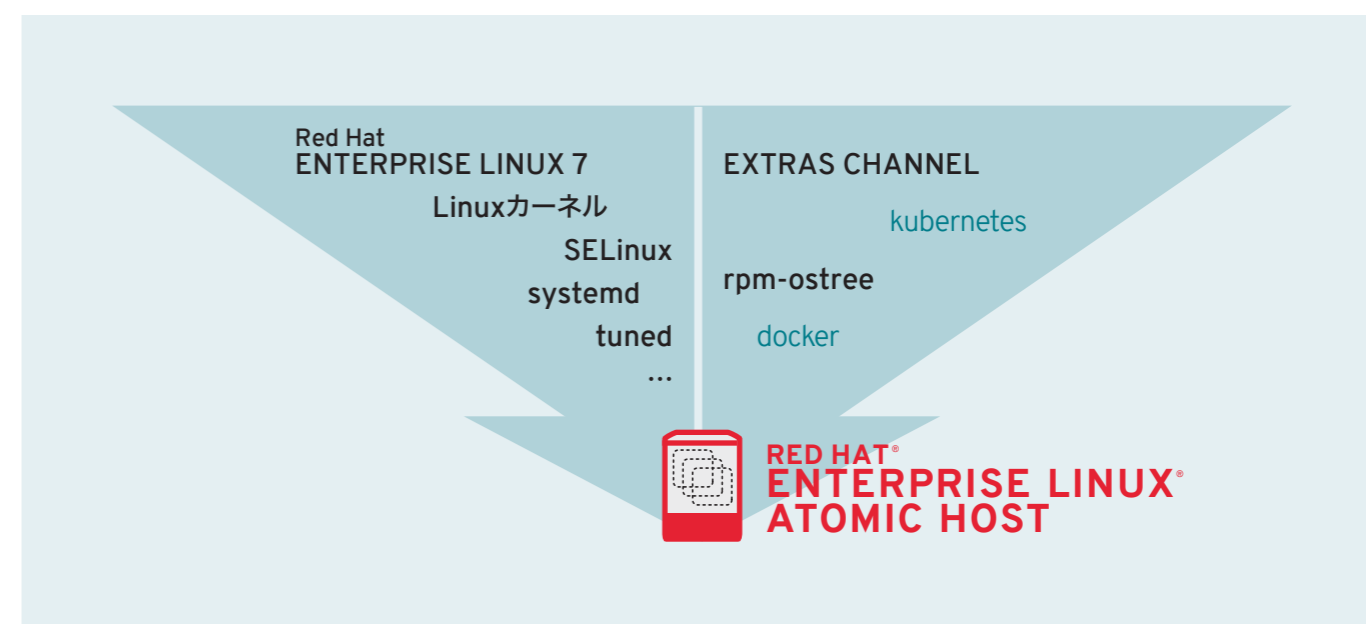 Red Hat
ENTERPRISE LINUX 7
Linuxカーネル
SELinux
systemd
tuned
...
EXTRAS CHANNEL
kubernetes
rpm-ostree
docker
RED HAT®
ENTERPRISE LINUX®
ATOMIC HOST